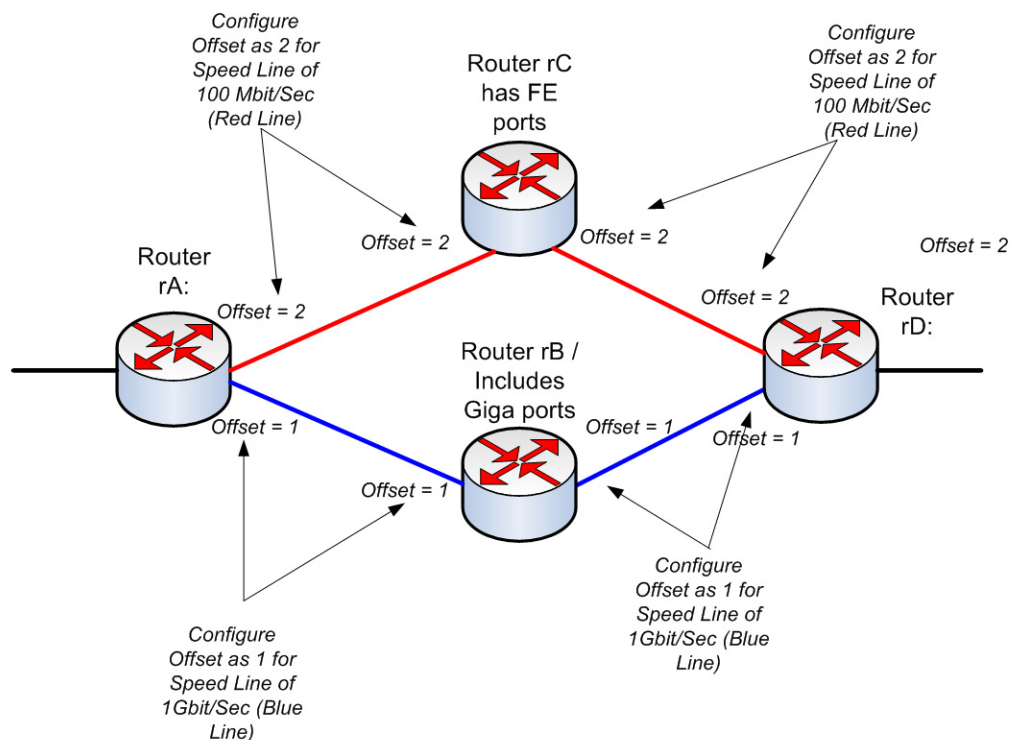 Configure
Offset as 2 for
Speed Line of
100 Mbit/Sec
(Red Line)
Router rC
has FE
ports
Configure
Offset as 2 for
Speed Line of
100 Mbit/Sec
(Red Line)
Offset = 2
Offset = 2
Offset = 2
Router
rA:
Offset = 2
Offset = 2
Router
rD:
Router rB /
Includes
Giga ports
Offset = 1
Offset = 1
Offset = 1
Offset = 1
Configure
Offset as 1 for
Speed Line of
1Gbit/Sec (Blue
Line)
Configure
Offset as 1 for
Speed Line of
1Gbit/Sec (Blue
Line)